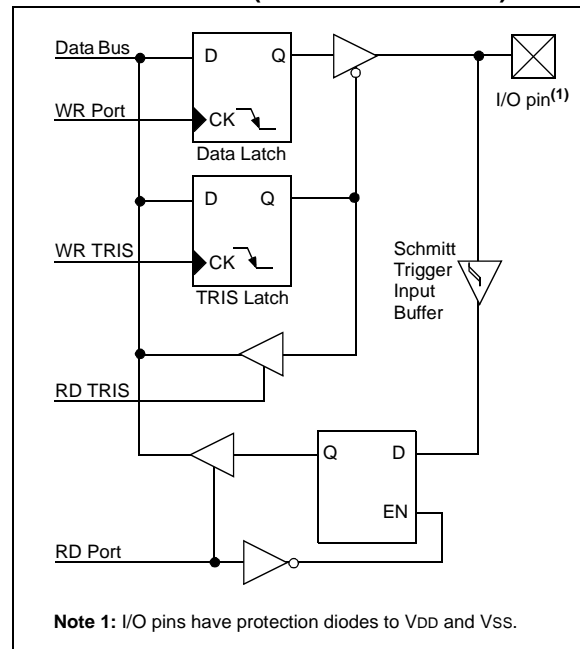 Data Bus
D
Q
I/O pin(1)
WR Port
CK
Data Latch
D
Q
WR TRIS
CK
TRIS Latch
Schmitt
Trigger
Input
Buffer
RD TRIS
Q
D
EN
RD Port
Note 1: I/O pins have protection diodes to VDD and VSS.